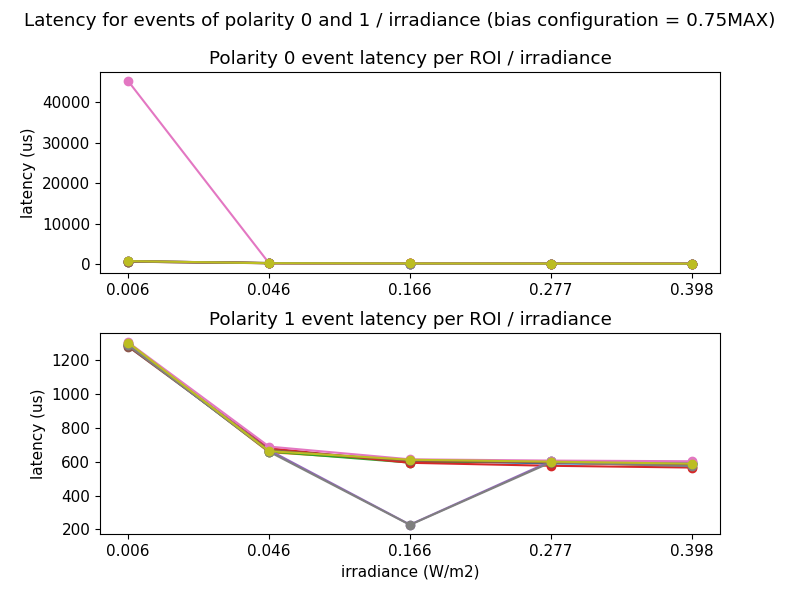 Latency for events of polarity 0 and 1 / irradiance (bias configuration = 0.75MAX)
Polarity 0 event latency per ROI / irradiance
latency (us)
40000
30000
20000
10000
0
0.006 0.046 0.166 0.277 0.398
Polarity 1 event latency per ROI / irradiance
latency (us)
1200
1000
800
600
400
200
0.006 0.046 0.166 0.277 0.398
irradiance (W/m2)